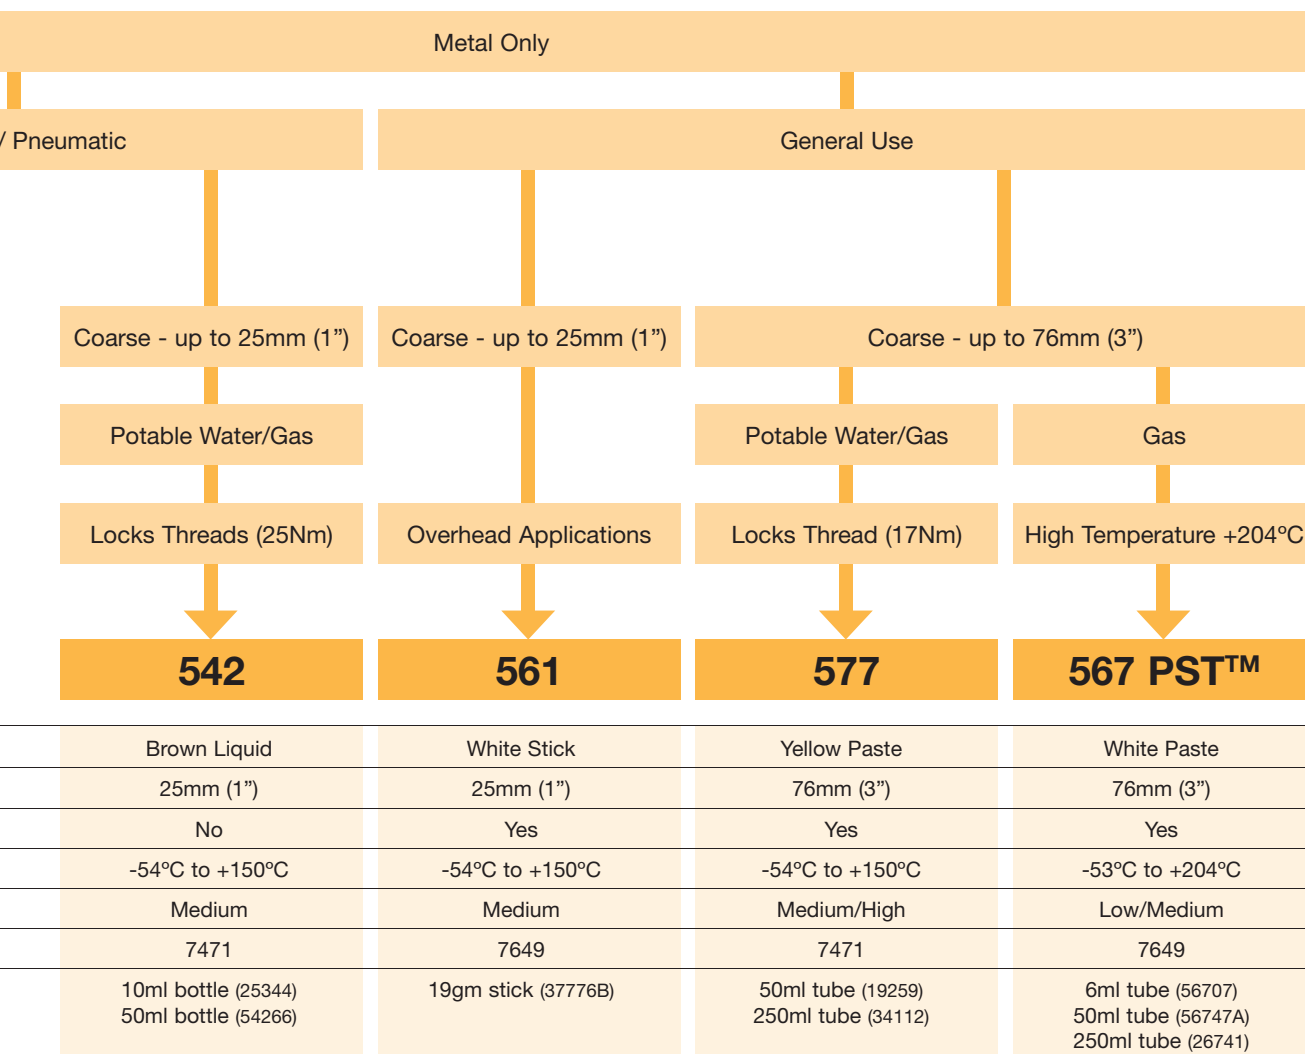 Metal Only
/ Pneumatic
General Use
Coarse - up to 25mm (1”)
Coarse - up to 25mm (1”)
Coarse - up to 76mm (3”)
Potable Water/Gas
Potable Water/Gas
Gas
Locks Threads (25Nm)
Overhead Applications
Locks Thread (17Nm)
High Temperature +204ºC
542
561
577
567 PST™
Brown Liquid
White Stick
Yellow Paste
White Paste
25mm (1”)
25mm (1”)
76mm (3”)
76mm (3”)
No
Yes
Yes
Yes
-54ºC to +150ºC
-54ºC to +150ºC
-54ºC to +150ºC
-53ºC to +204ºC
Medium
Medium
Medium/High
Low/Medium
7471
7649
7471
7649
10ml bottle (25344)
50ml bottle (54266)
19gm stick (37776B)
50ml tube (19259)
250ml tube (34112)
6ml tube (56707)
50ml tube (56747A)
250ml tube (26741)